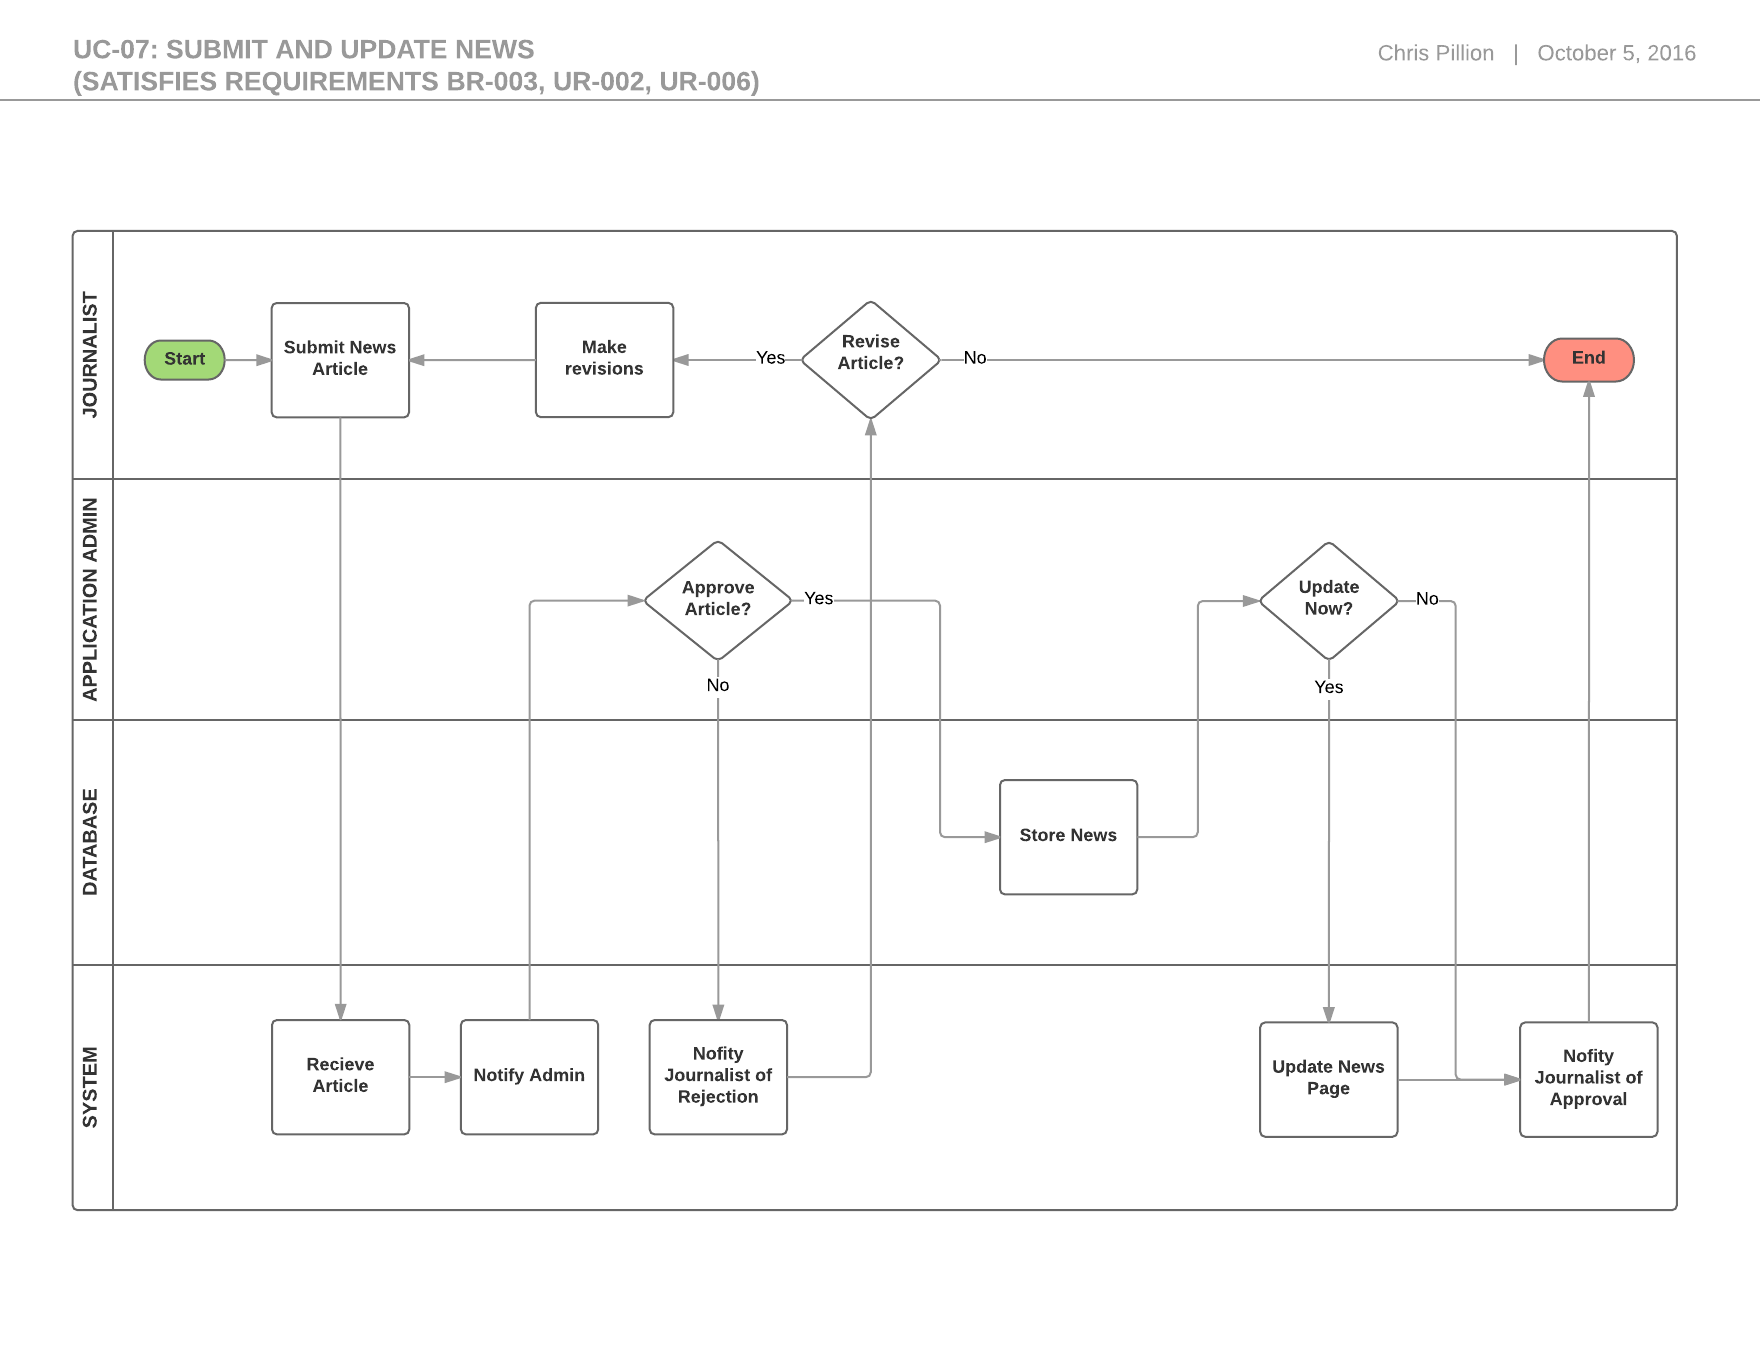 UC-07: SUBMIT AND UPDATE NEWS
(SATISFIES REQUIREMENTS BR-003, UR-002, UR-006)
Chris Pillion | October 5, 2016
JOURNALIST
Start
Submit News
Article
Make
revisions
Yes
Revise
Article?
No
End
APPLICATION ADMIN
Approve
Article?
Yes
No
Update
Now?
No
Yes
DATABASE
Store News
SYSTEM
Recieve
Article
Notify Admin
Nofity
Journalist of
Rejection
Update News
Page
Nofity
Journalist of
Approval